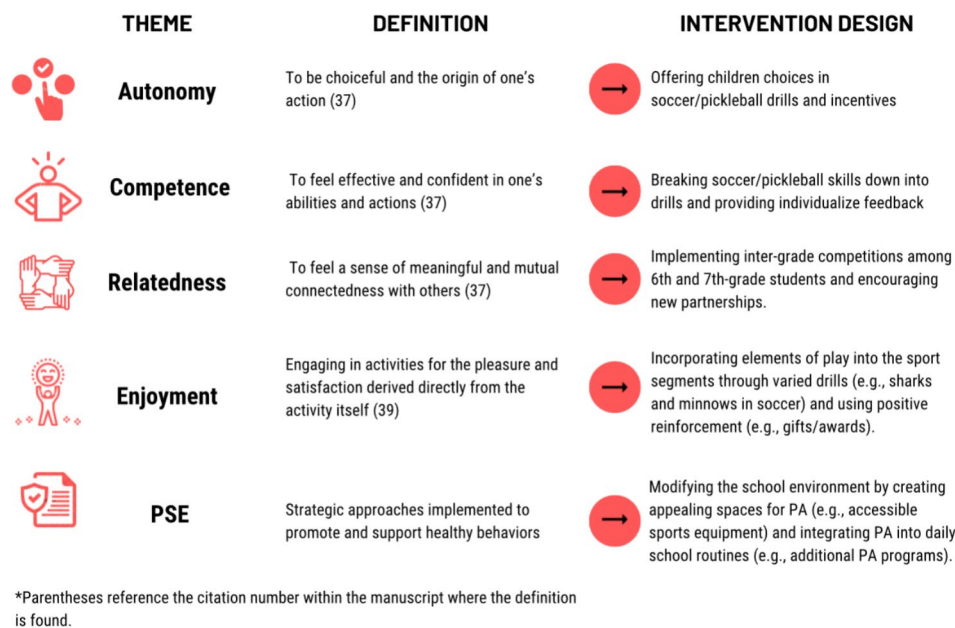 THEME DEFINITION INTERVENTION DESIGN
Autonomy
To be choiceful and the origin of one's
action (37)
Offering children choices in
soccer/pickleball drills and incentives
Competence
To feel effective and confident in one's
abilities and actions (37)
Breaking soccer/pickleball skills down into
drills and providing individualize feedback
Relatedness
To feel a sense of meaningful and mutual
connectedness with others (37)
Implementing inter-grade competitions among
6th and 7th-grade students and encouraging
new partnerships.
Enjoyment
Engaging in activities for the pleasure and
satisfaction derived directly from the
activity itself (39)
Incorporating elements of play into the sport
segments through varied drills (e.g., sharks
and minnows in soccer) and using positive
reinforcement (e.g., gifts/awards).
PSE
Strategic approaches implemented to
promote and support healthy behaviors
Modifying the school environment by creating
appealing spaces for PA (e.g., accessible
sports equipment) and integrating PA into daily
school routines (e.g., additional PA programs).
*Parentheses reference the citation number within the manuscript where the definition
is found.